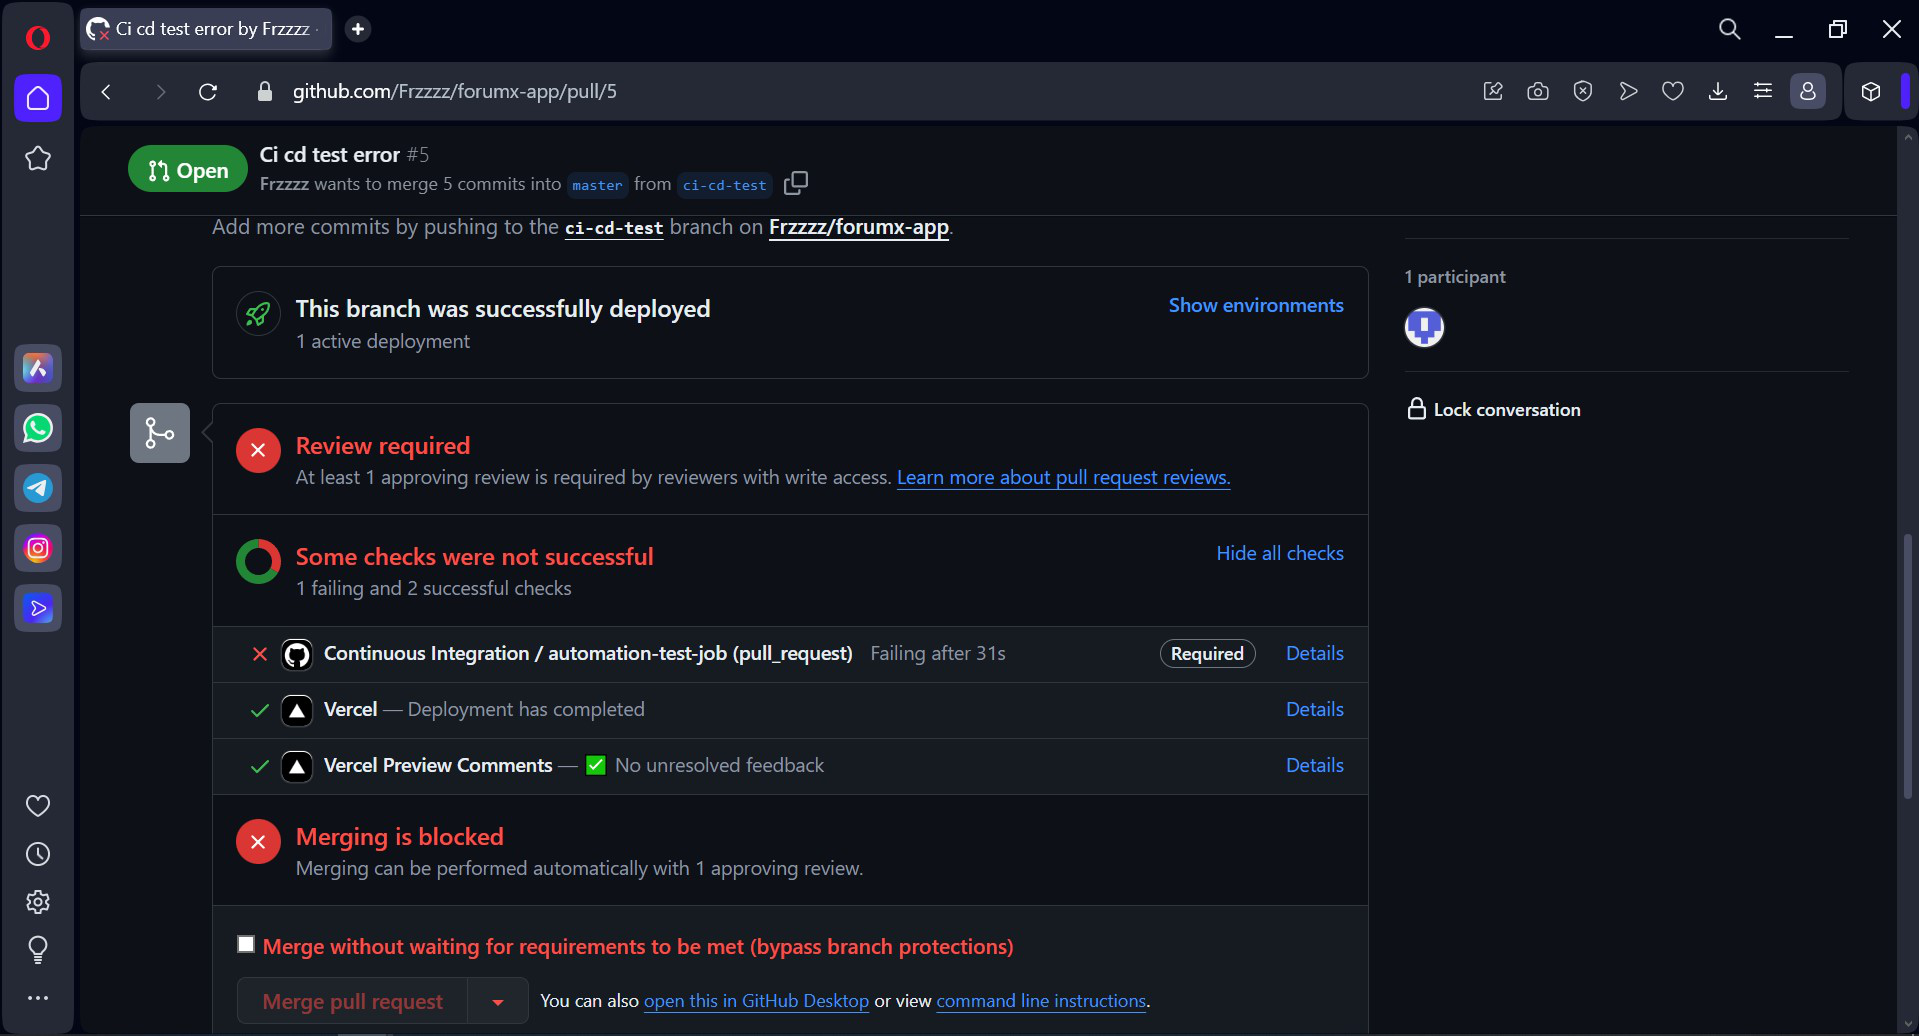 Ci cd test error by Frzzzz
github.com/Frzzzz/forumx-app/pull/5
Open
Ci cd test error #5
Frzzzz wants to merge 5 commits into master from ci-cd-test
Add more commits by pushing to the ci-cd-test branch on Frzzzz/forumx-app.
This branch was successfully deployed
Show environments
1 active deployment
1 participant
Lock conversation
Review required
At least 1 approving review is required by reviewers with write access. Learn more about pull request reviews.
Some checks were not successful
Hide all checks
1 failing and 2 successful checks
Continuous Integration / automation-test-job (pull_request) Failing after 31s Required Details
Vercel — Deployment has completed Details
Vercel Preview Comments — ✅ No unresolved feedback Details
Merging is blocked
Merging can be performed automatically with 1 approving review.
Merge without waiting for requirements to be met (bypass branch protections)
Merge pull request
You can also open this in GitHub Desktop or view command line instructions.